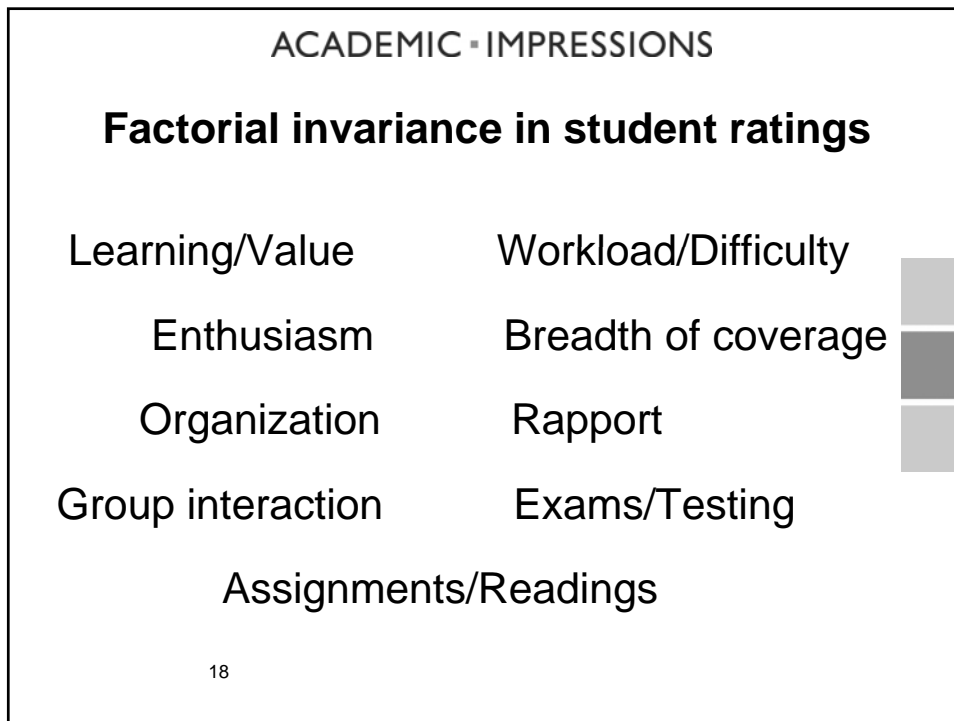 ACADEMIC ▪ IMPRESSIONS
Factorial invariance in student ratings
Learning/Value Workload/Difficulty
Enthusiasm Breadth of coverage
Organization Rapport
Group interaction Exams/Testing
Assignments/Readings
18